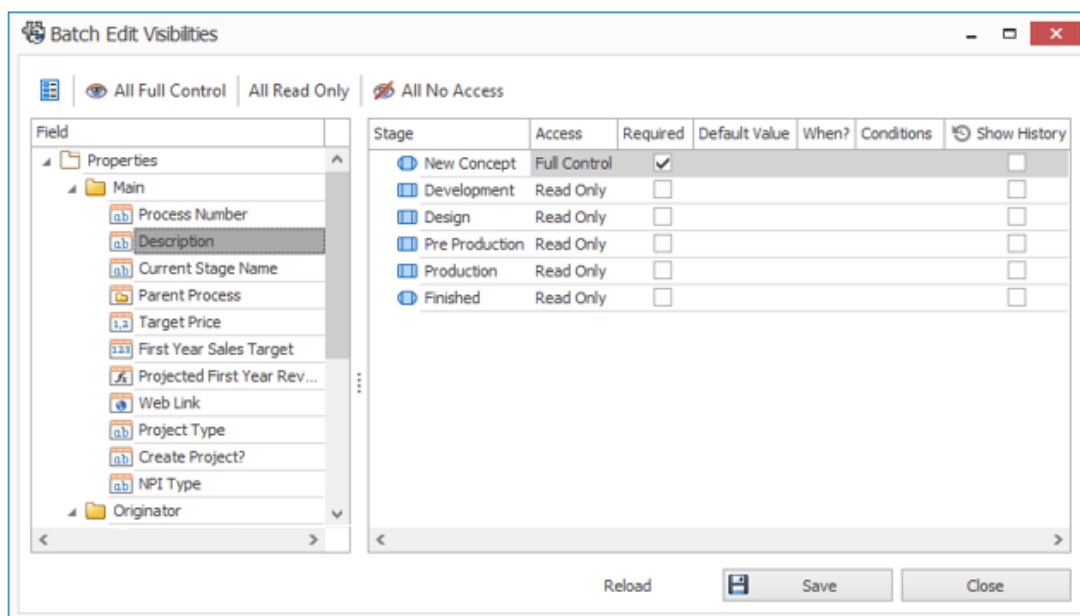 Batch Edit Visibilities
All Full Control All Read Only All No Access
Field
Properties
Main
Process Number
Description
Current Stage Name
Parent Process
Target Price
First Year Sales Target
Projected First Year Rev...
Web Link
Project Type
Create Project?
NPI Type
Originator
Stage Access Required Default Value When? Conditions Show History
New Concept Full Control
Development Read Only
Design Read Only
Pre Production Read Only
Production Read Only
Finished Read Only
Reload Save Close